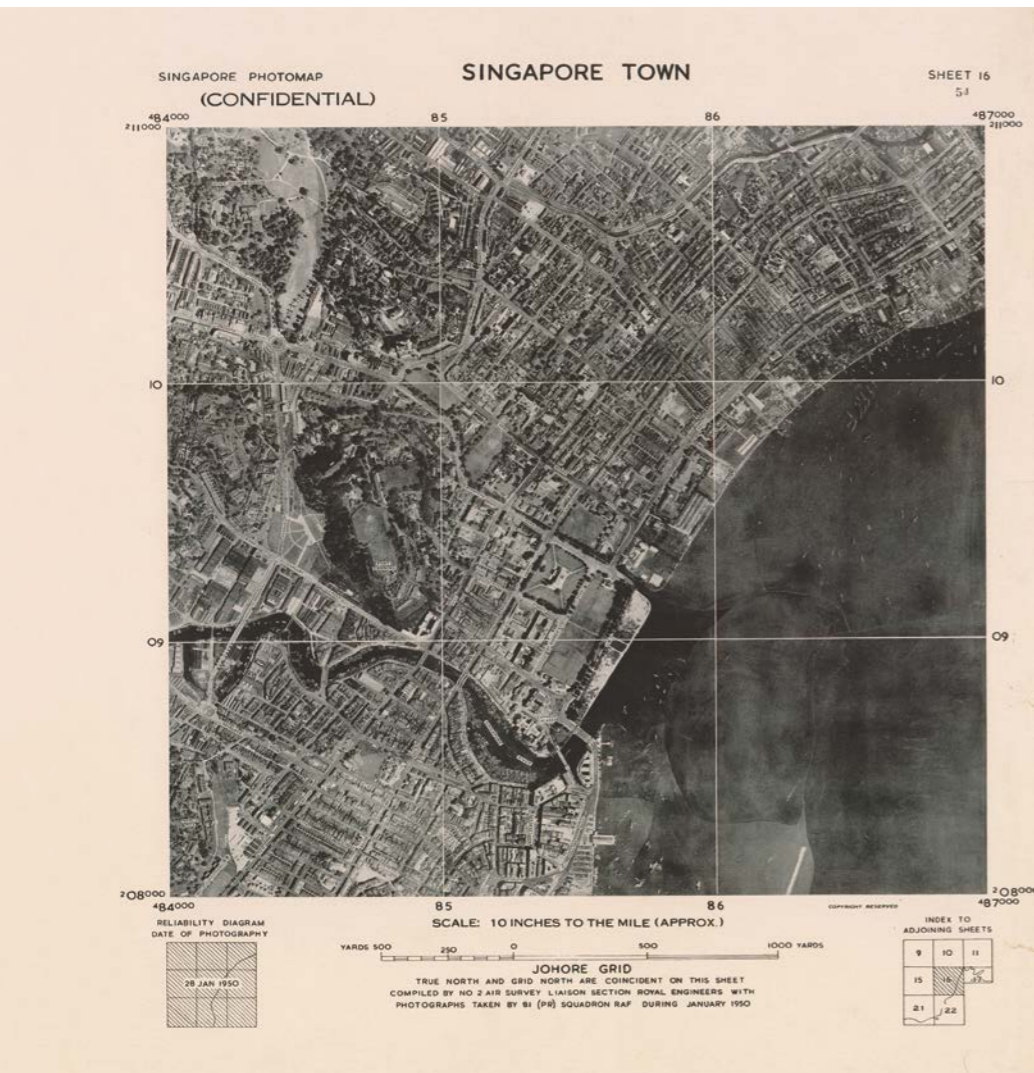 SINGAPORE PHOTOMAP
(CONFIDENTIAL)
SINGAPORE TOWN
SHEET 16
54
484000
85
86
487000
211000
211000
10
10
09
09
208000
208000
484000
85
86
487000
COPYRIGHT RESERVED
RELIABILITY DIAGRAM
DATE OF PHOTOGRAPHY
28 JAN 1950
SCALE: 10 INCHES TO THE MILE (APPROX.)
YARDS 500 250 0 500 1000 YARDS
JOHORE GRID
TRUE NORTH AND GRID NORTH ARE COINCIDENT ON THIS SHEET
COMPILED BY NO 2 AIR SURVEY LIAISON SECTION ROYAL ENGINEERS WITH
PHOTOGRAPHS TAKEN BY 81 (PR) SQUADRON RAF DURING JANUARY 1950
INDEX TO
ADJOINING SHEETS
9 10 11
15 16 17
21 22